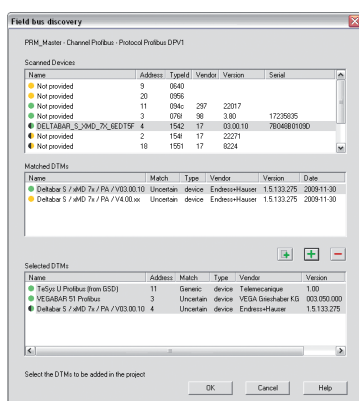 Field bus discovery
PRM_Master - Channel Profibus - Protocol Profibus DPV1
Scanned Devices
Name Address TypeId Vendor Version Serial
Not provided 9 0640
Not provided 20 0956
Not provided 11 094c 297 22017
Not provided 3 076f 98 3.80 17235835
DELTABAR_S_XMD_7X_6EDT5F 4 1542 17 03.00.10 7B048B0109D
Not provided 2 154f 17 22271
Not provided 18 1551 17 8224
Matched DTMs
Name Match Type Vendor Version Date
Deltabar S / xMD 7x / PA / V03.00.10 Uncertain device Endress+Hauser 1.5.133.275 2009-11-30
Deltabar S / xMD 7x / PA / V4.00.xx Uncertain device Endress+Hauser 1.5.133.275 2009-11-30
Selected DTMs
Name Address Match Type Vendor Version
TeSys U Profibus (from GSD) 11 Generic device Telemecanique 1.00
VEGABAR 51 Profibus 3 Uncertain device VEGA Grieshaber KG 003.050.000
Deltabar S / xMD 7x / PA / V03.00.10 4 Uncertain device Endress+Hauser 1.5.133.275
Select the DTMs to be added in the project
OK Cancel Help